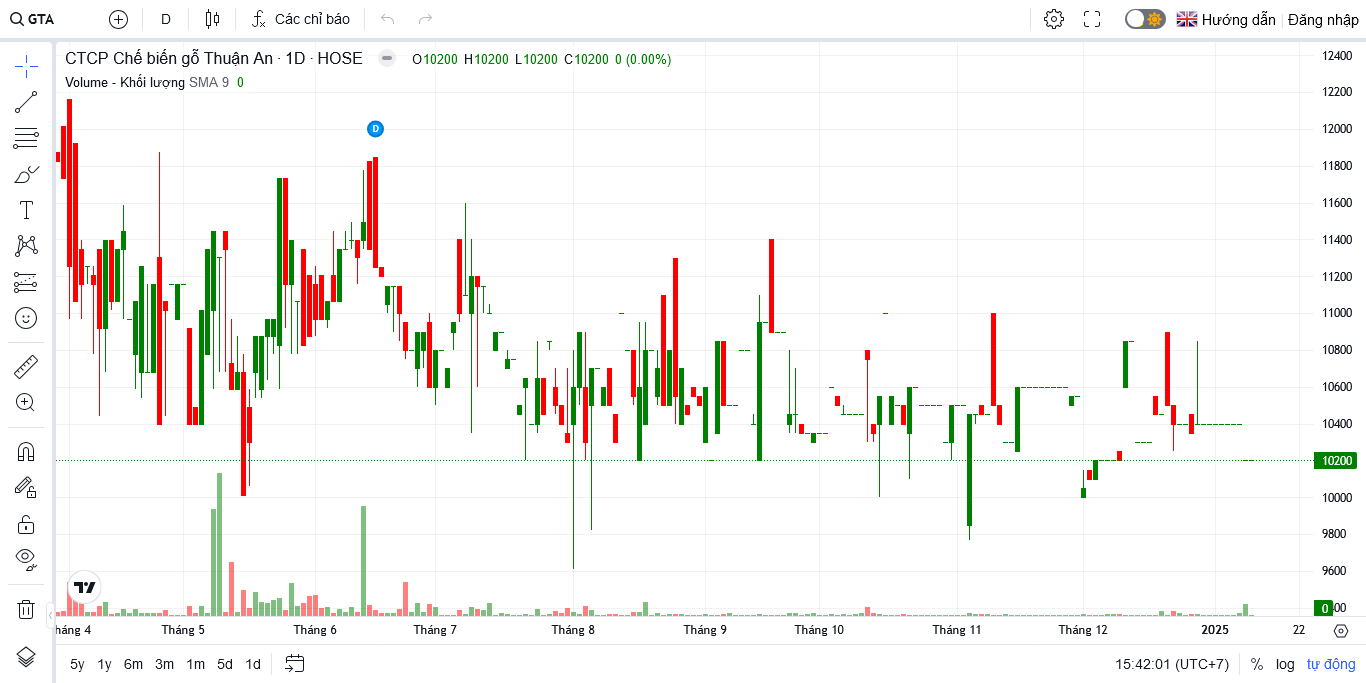 GTA D Các chỉ báo Hướng dẫn Đăng nhập
CTCP Chế biến gỗ Thuận An · 1D · HOSE O10200 H10200 L10200 C10200 0 (0.00%)
Volume - Khối lượng SMA 9 0
D
12400
12200
12000
11800
11600
11400
11200
11000
10800
10600
10400
10200
10000
9800
9600
0
háng 4 Tháng 5 Tháng 6 Tháng 7 Tháng 8 Tháng 9 Tháng 10 Tháng 11 Tháng 12 2025 22
5y 1y 6m 3m 1m 5d 1d 15:42:01 (UTC+7) % log tự động